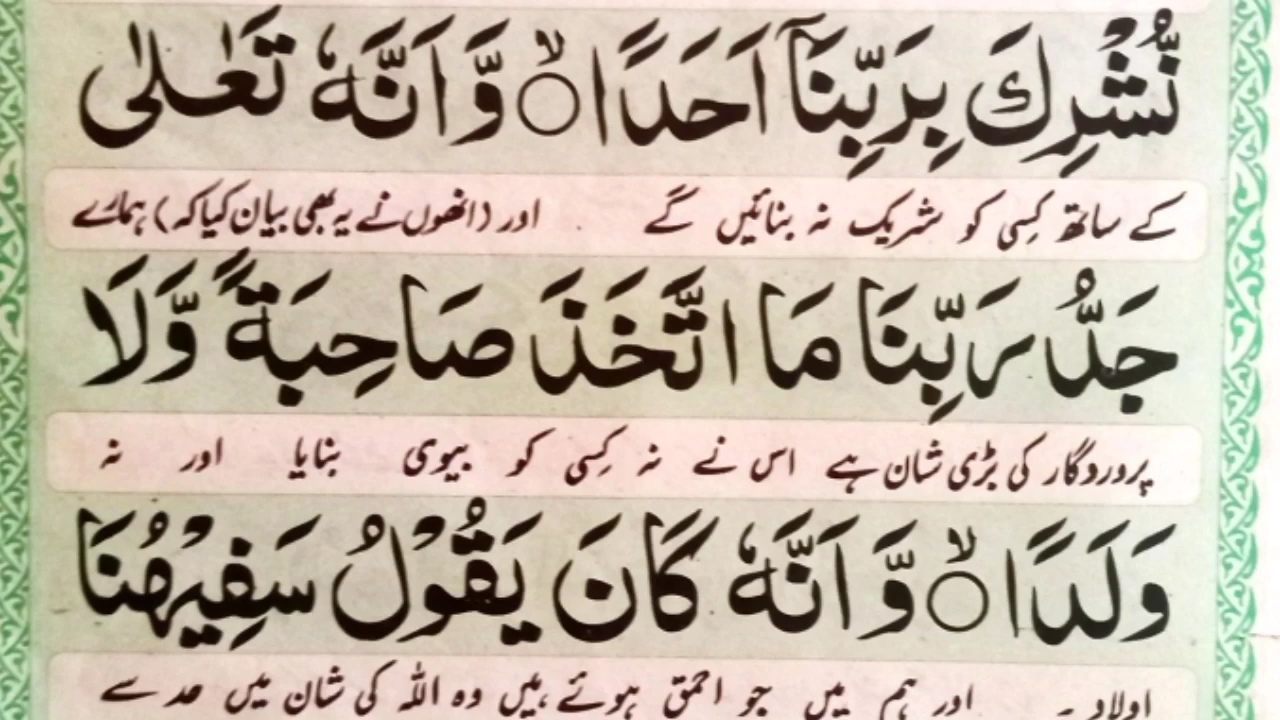 نُّشْرِكَ بِرَبِّنَاۤ اَحَدًاۙ○ وَّاَنَّهٗ تَعٰلٰى
کے ساتھ کِسی کو شریک نہ بنائیں گے اور (انھوں نے یہ بھی بیان کیا کہ) ہمارے
جَدُّ رَبِّنَا مَا اتَّخَذَ صَاحِبَةً وَّلَا
پروردگار کی بڑی شان ہے اس نے نہ کِسی کو بیوی بنایا اور نہ
وَلَدًاۙ○ وَّاَنَّهٗ كَانَ يَقُوْلُ سَفِيْهُنَا
اولاد۔ اور ہم میں جو احمق ہوئے ہیں وہ اللہ کی شان میں حد سے